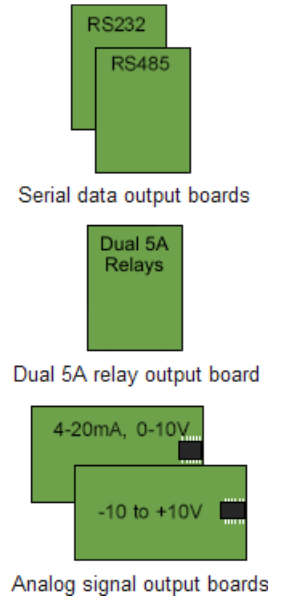 RS232
RS485
Serial data output boards
Dual 5A
Relays
Dual 5A relay output board
4-20mA, 0-10V
-10 to +10V
Analog signal output boards